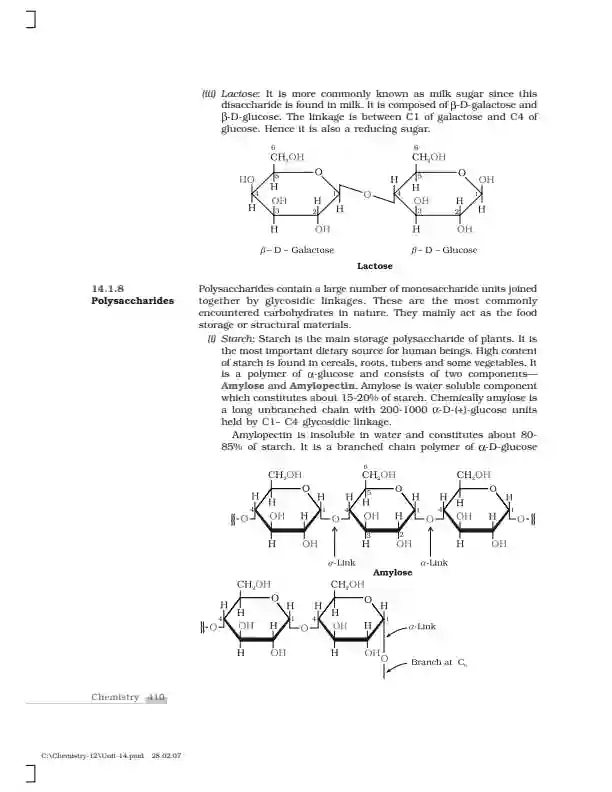 (iii) Lactose: It is more commonly known as milk sugar since this
disaccharide is found in milk. It is composed of β-D-galactose and
β-D-glucose. The linkage is between C1 of galactose and C4 of
glucose. Hence it is also a reducing sugar.
6 6
CH₂OH CH₂OH
HO 5 O H 5 O OH
4 H 1 O 4 H 1
H OH H H OH H H
3 2 3 2
H OH H OH
β– D – Galactose β– D – Glucose
Lactose
14.1.8
Polysaccharides
Polysaccharides contain a large number of monosaccharide units joined
together by glycosidic linkages. These are the most commonly
encountered carbohydrates in nature. They mainly act as the food
storage or structural materials.
(i) Starch: Starch is the main storage polysaccharide of plants. It is
the most important dietary source for human beings. High content
of starch is found in cereals, roots, tubers and some vegetables. It
is a polymer of α-glucose and consists of two components—
Amylose and Amylopectin. Amylose is water soluble component
which constitutes about 15-20% of starch. Chemically amylose is
a long unbranched chain with 200-1000 α-D-(+)-glucose units
held by C1– C4 glycosidic linkage.
Amylopectin is insoluble in water and constitutes about 80-
85% of starch. It is a branched chain polymer of α-D-glucose
6
CH₂OH CH₂OH CH₂OH
H O H H 5 O H H O H
4 H 1 4 H 1 4 H 1
O OH H O OH H O OH H O
3 2
H OH H OH H OH
α-Link α-Link
Amylose
CH₂OH CH₂OH
H O H H O H
4 H 1 4 H 1
O OH H O OH H α-Link
H OH H OH
O
Branch at C₆
Chemistry 410
C:\Chemistry-12\Unit-14.pmd 28.02.07